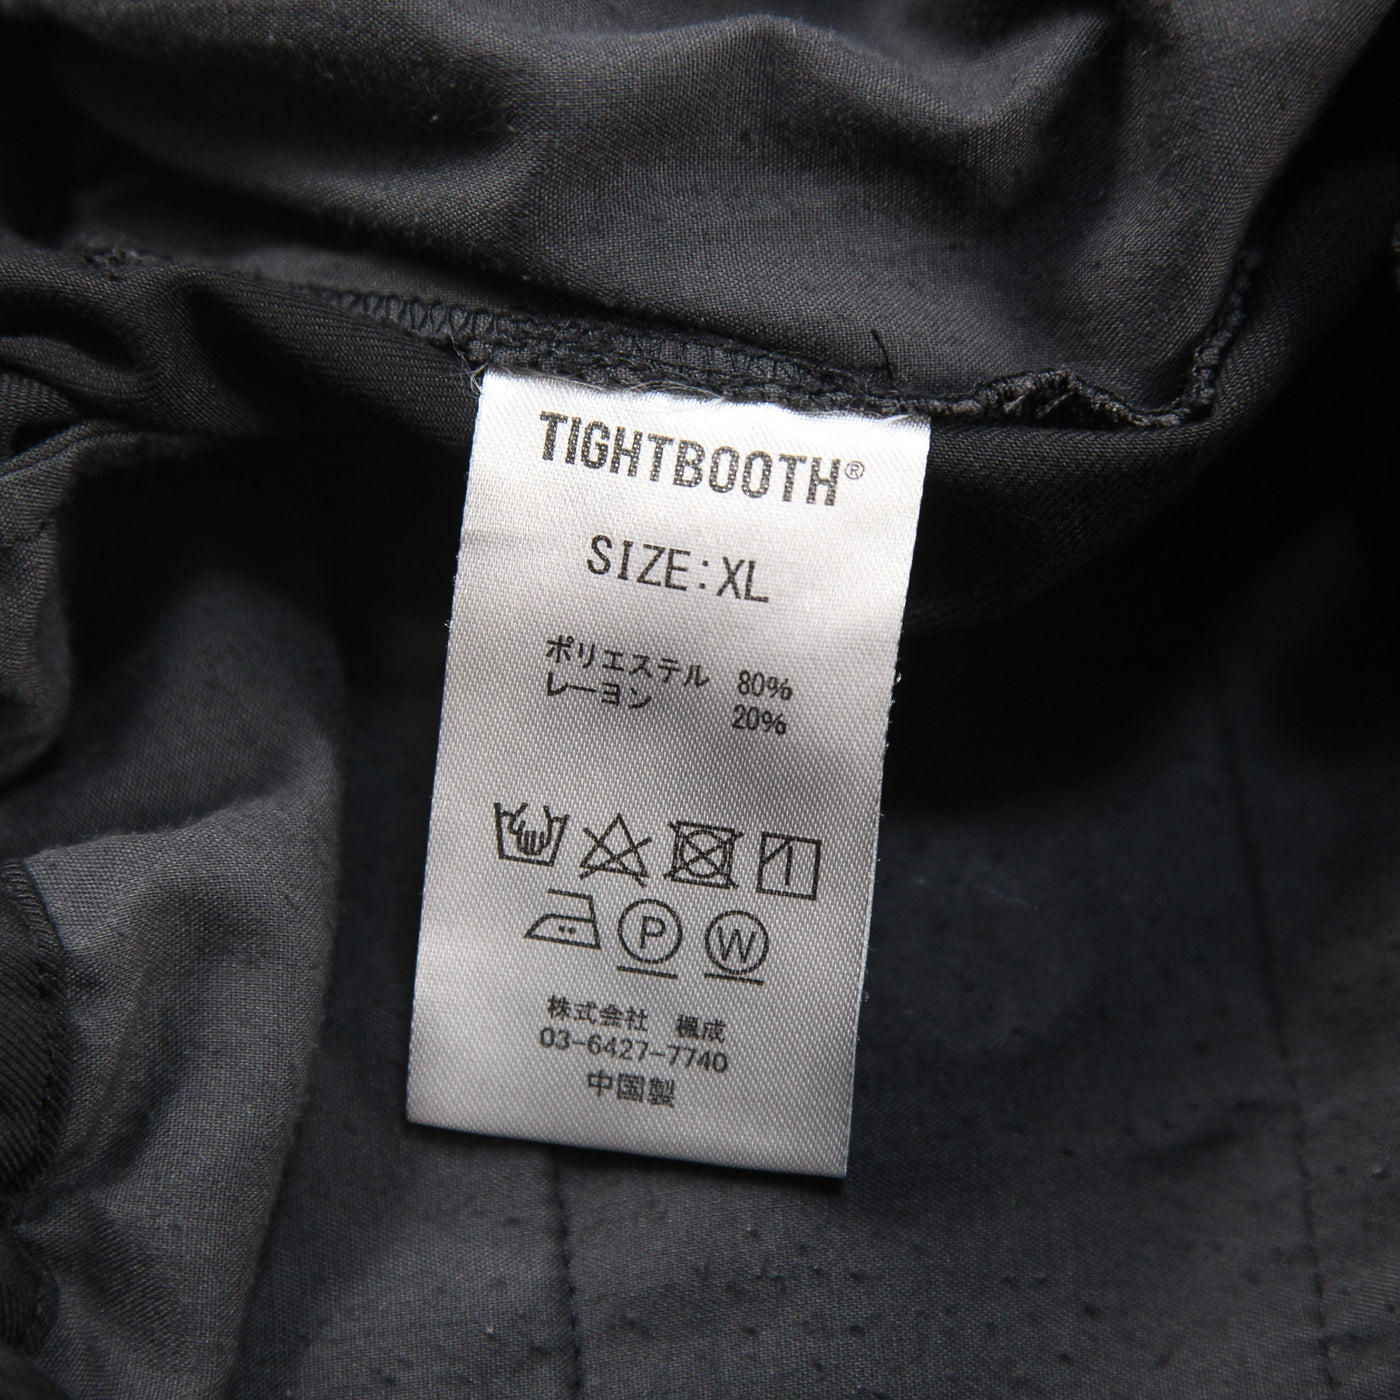 TIGHTBOOTH®
SIZE:XL
ポリエステル 80%
レーヨン 20%
1
P W
株式会社 楓成
03-6427-7740
中国製